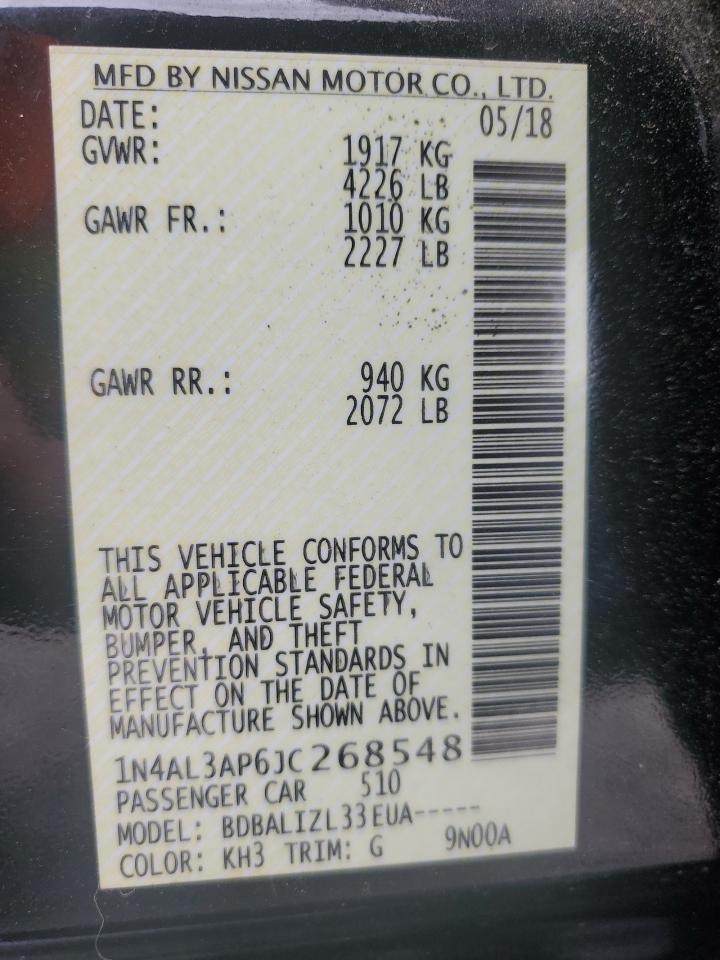 MFD BY NISSAN MOTOR CO., LTD.
DATE: 05/18
GVWR: 1917 KG
4226 LB
GAWR FR.: 1010 KG
2227 LB
GAWR RR.: 940 KG
2072 LB
THIS VEHICLE CONFORMS TO
ALL APPLICABLE FEDERAL
MOTOR VEHICLE SAFETY,
BUMPER, AND THEFT
PREVENTION STANDARDS IN
EFFECT ON THE DATE OF
MANUFACTURE SHOWN ABOVE.
1N4AL3AP6JC268548
PASSENGER CAR 510
MODEL: BDBALIZL33EUA-----
COLOR: KH3 TRIM: G 9N00A